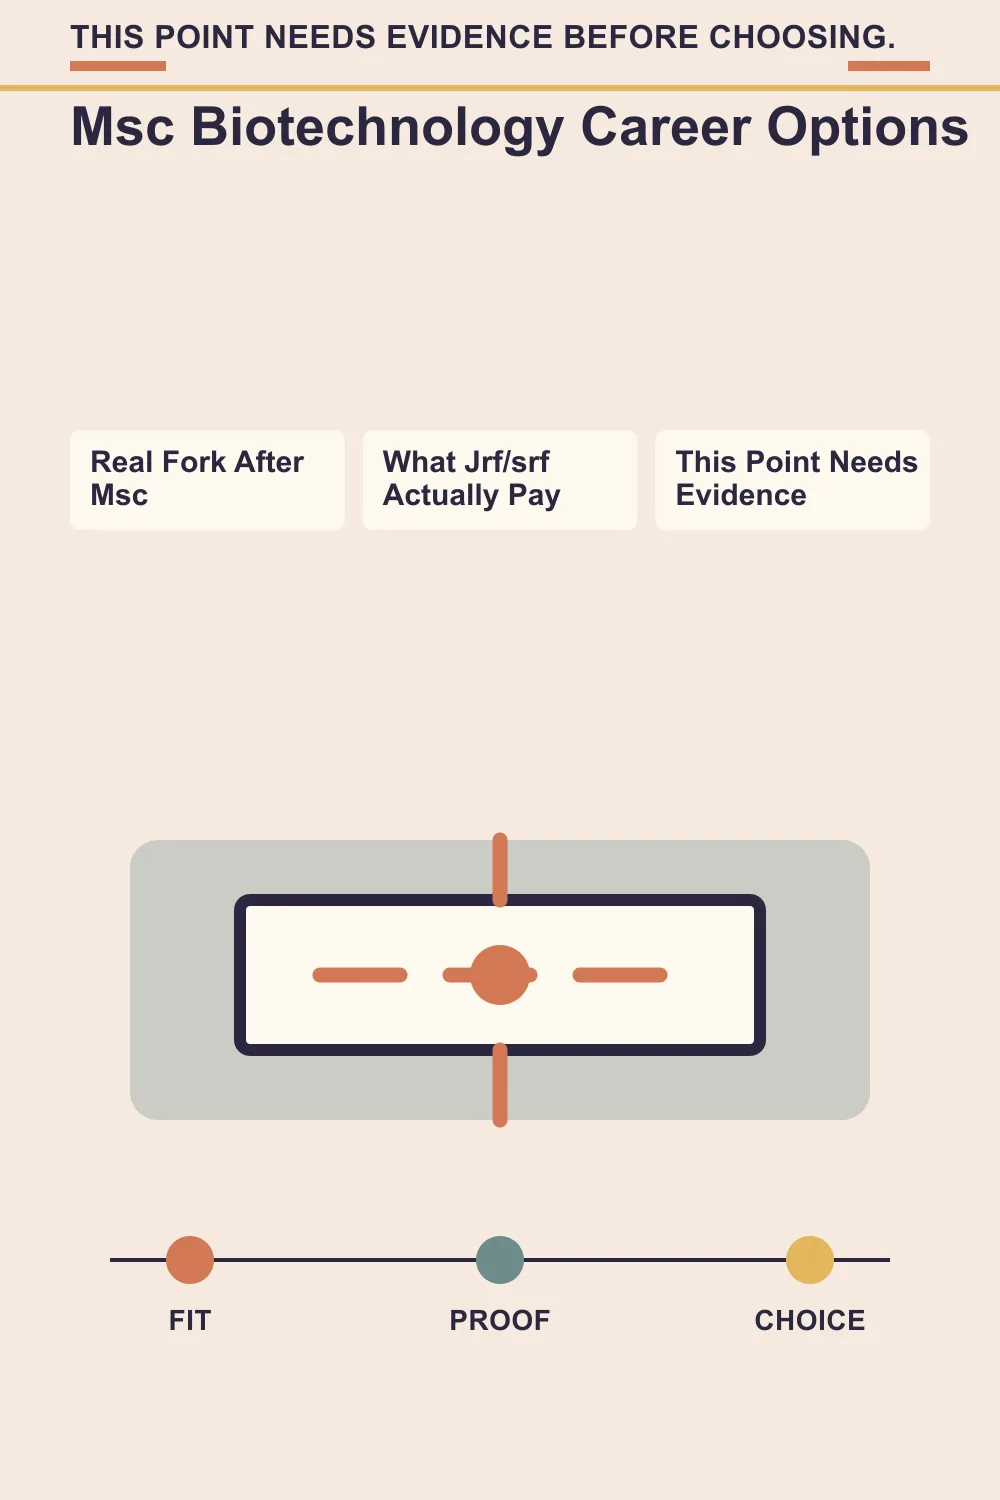 THIS POINT NEEDS EVIDENCE BEFORE CHOOSING.
Msc Biotechnology Career Options
Real Fork After
Msc
What Jrf/srf
Actually Pay
This Point Needs
Evidence
FIT
PROOF
CHOICE